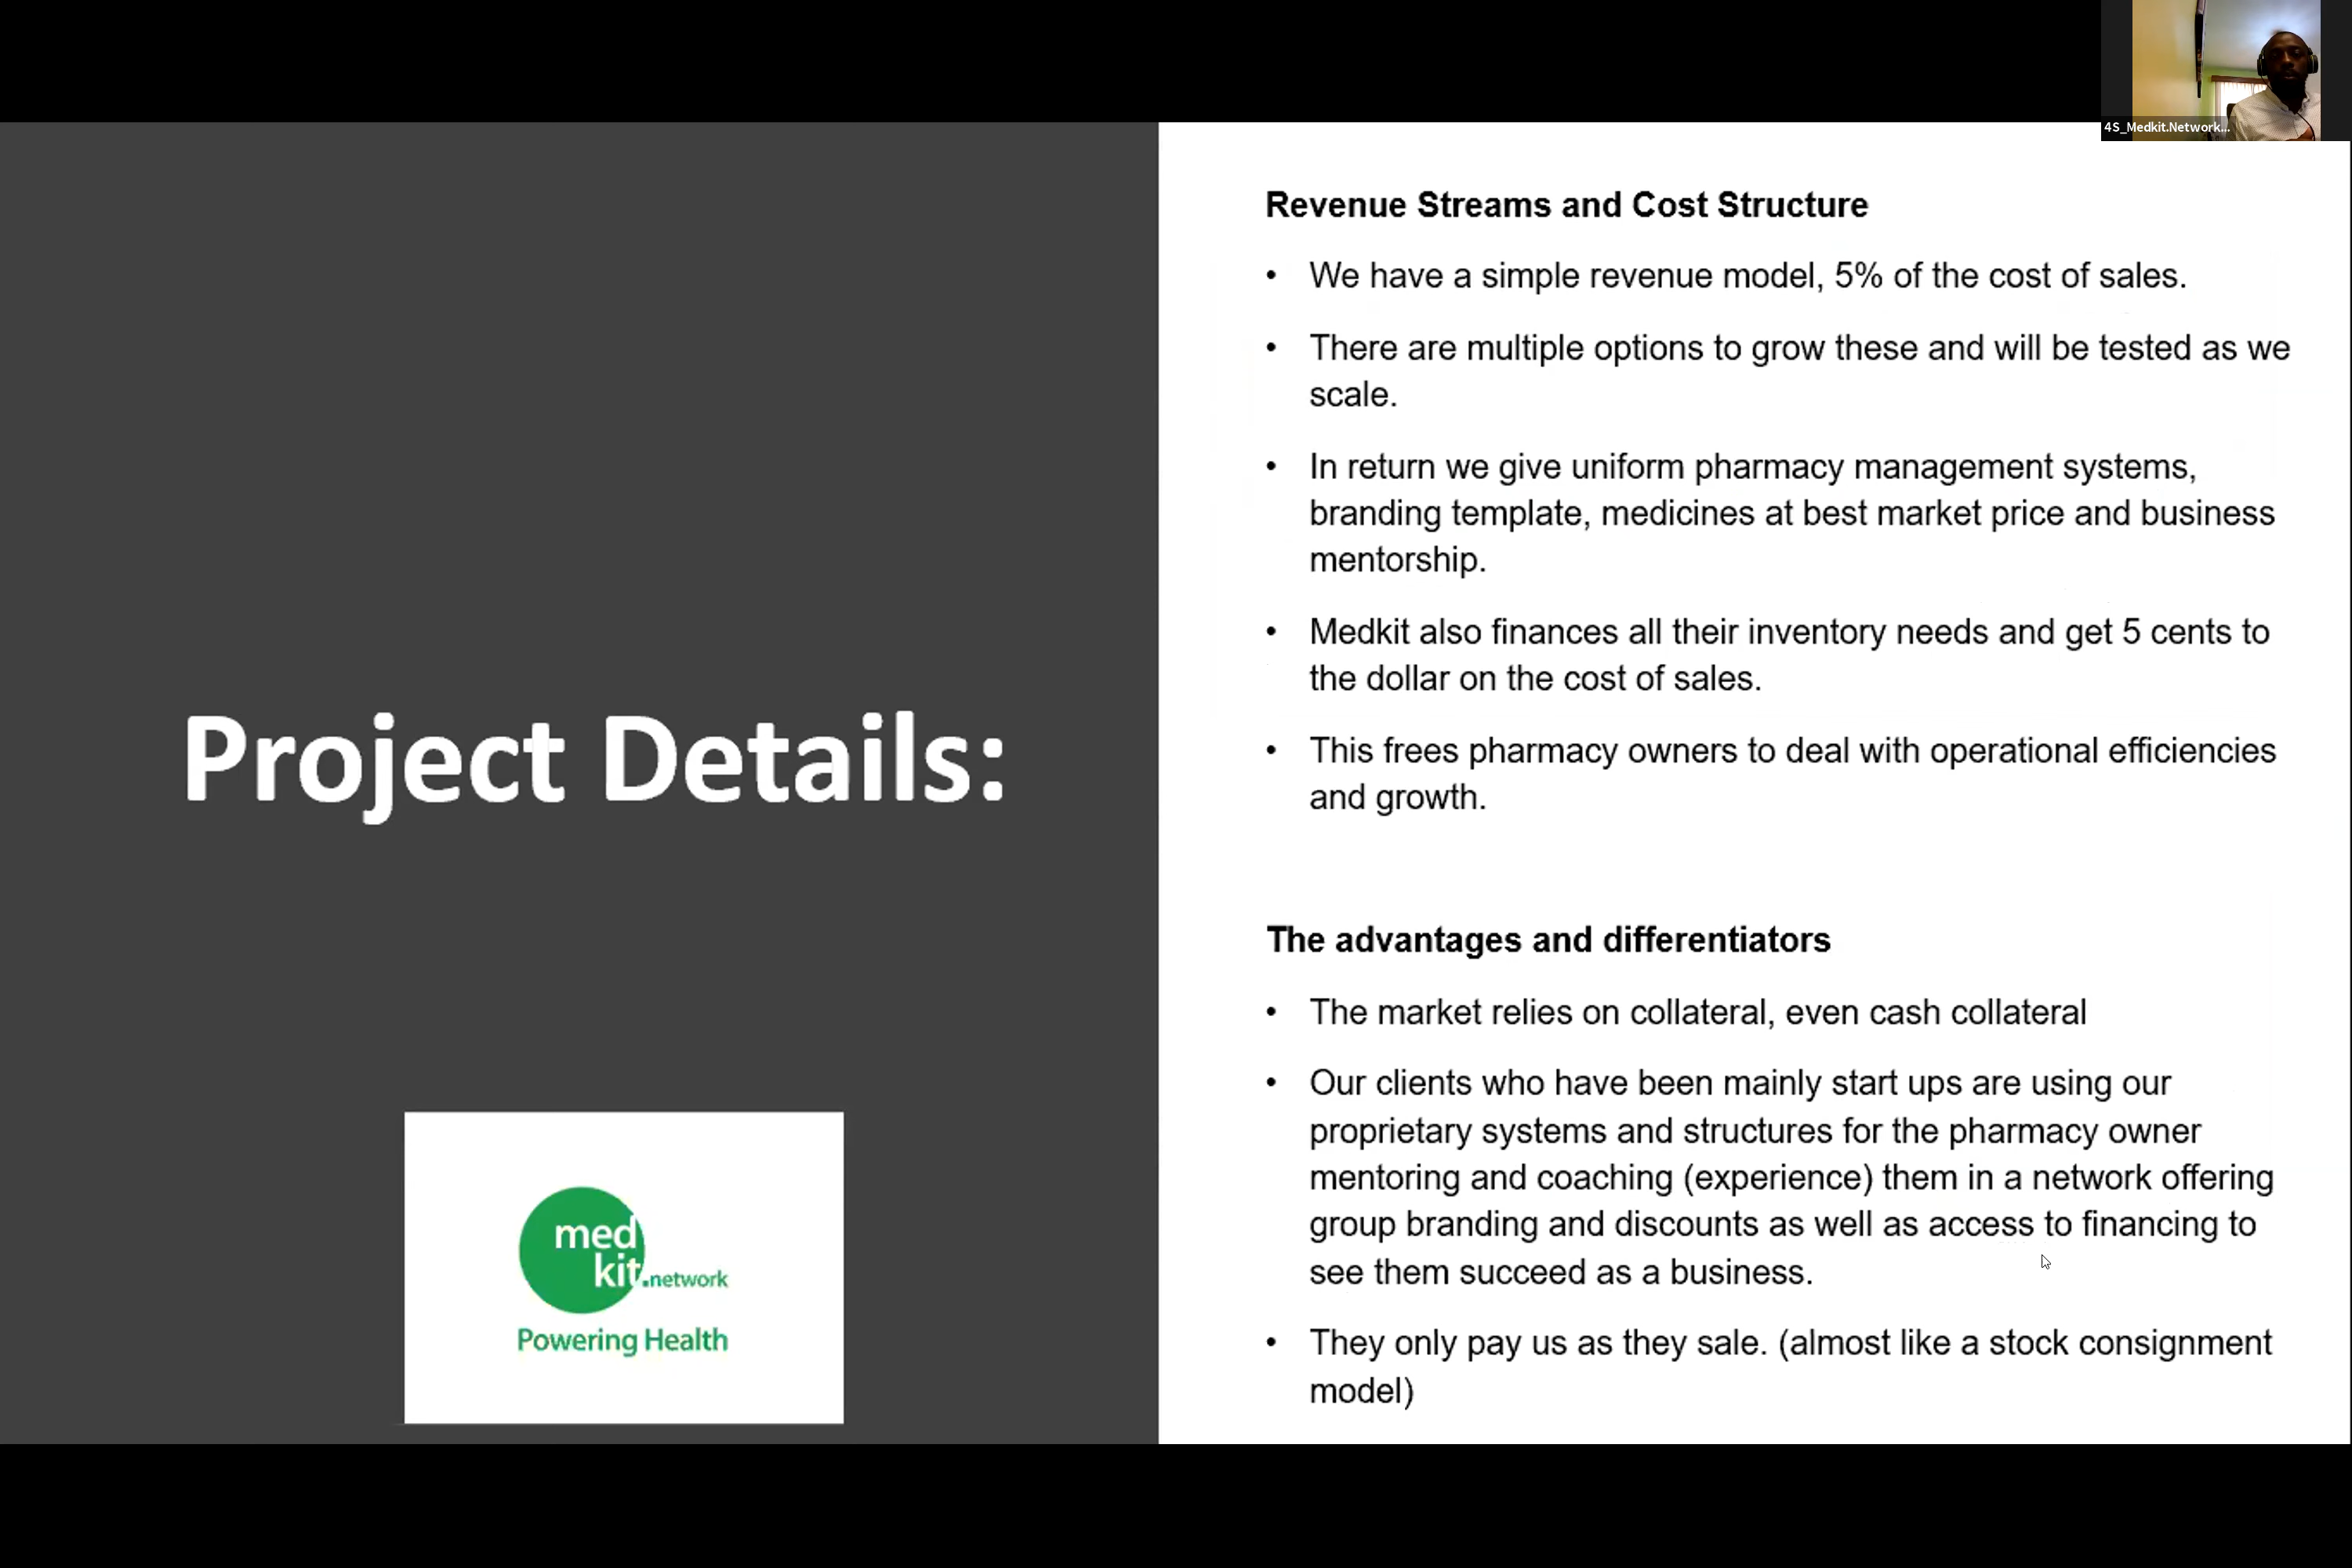 4S_Medkit.Network...
Project Details:
med
kit.network
Powering Health
Revenue Streams and Cost Structure
• We have a simple revenue model, 5% of the cost of sales.
• There are multiple options to grow these and will be tested as we
scale.
• In return we give uniform pharmacy management systems,
branding template, medicines at best market price and business
mentorship.
• Medkit also finances all their inventory needs and get 5 cents to
the dollar on the cost of sales.
• This frees pharmacy owners to deal with operational efficiencies
and growth.
The advantages and differentiators
• The market relies on collateral, even cash collateral
• Our clients who have been mainly start ups are using our
proprietary systems and structures for the pharmacy owner
mentoring and coaching (experience) them in a network offering
group branding and discounts as well as access to financing to
see them succeed as a business.
• They only pay us as they sale. (almost like a stock consignment
model)